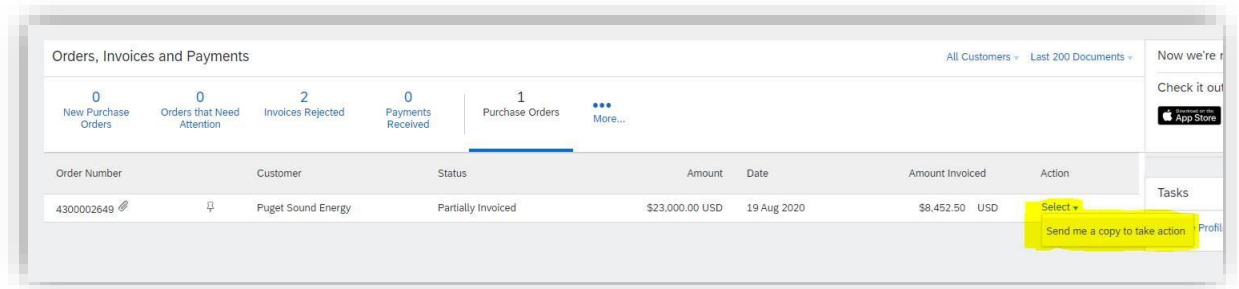 Orders, Invoices and Payments
All Customers
Last 200 Documents
Now we're
Check it out
Download on the
App Store
0
New Purchase
Orders
0
Orders that Need
Attention
2
Invoices Rejected
0
Payments
Received
1
Purchase Orders
More...
Order Number Customer Status Amount Date Amount Invoiced Action
4300002649 Puget Sound Energy Partially Invoiced $23,000.00 USD 19 Aug 2020 $8,452.50 USD Select
Send me a copy to take action
Tasks